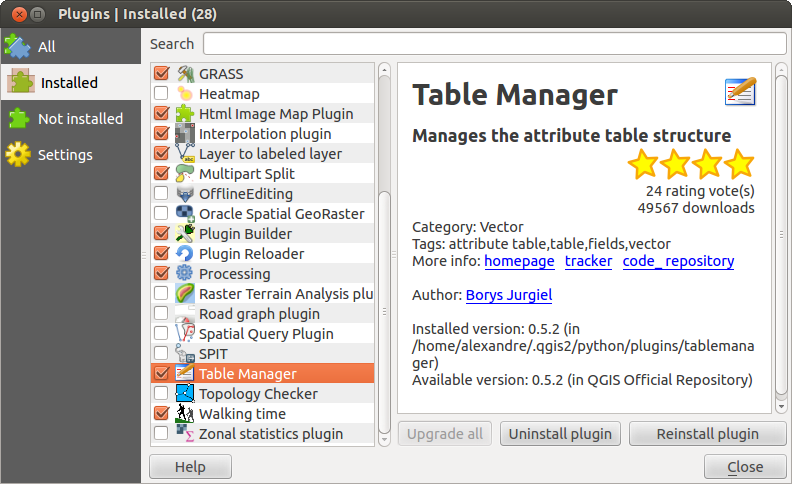 Plugins | Installed (28)
All
Installed
Not installed
Settings
Search
GRASS
Heatmap
Html Image Map Plugin
Interpolation plugin
Layer to labeled layer
Multipart Split
OfflineEditing
Oracle Spatial GeoRaster
Plugin Builder
Plugin Reloader
Processing
Raster Terrain Analysis plu
Road graph plugin
Spatial Query Plugin
SPIT
Table Manager
Topology Checker
Walking time
Zonal statistics plugin
Table Manager
Manages the attribute table structure
24 rating vote(s)
49567 downloads
Category: Vector
Tags: attribute table,table,fields,vector
More info: homepage tracker code_repository
Author: Borys Jurgiel
Installed version: 0.5.2 (in
/home/alexandre/.qgis2/python/plugins/tablemana
ger)
Available version: 0.5.2 (in QGIS Official Repository)
Upgrade all
Uninstall plugin
Reinstall plugin
Help
Close